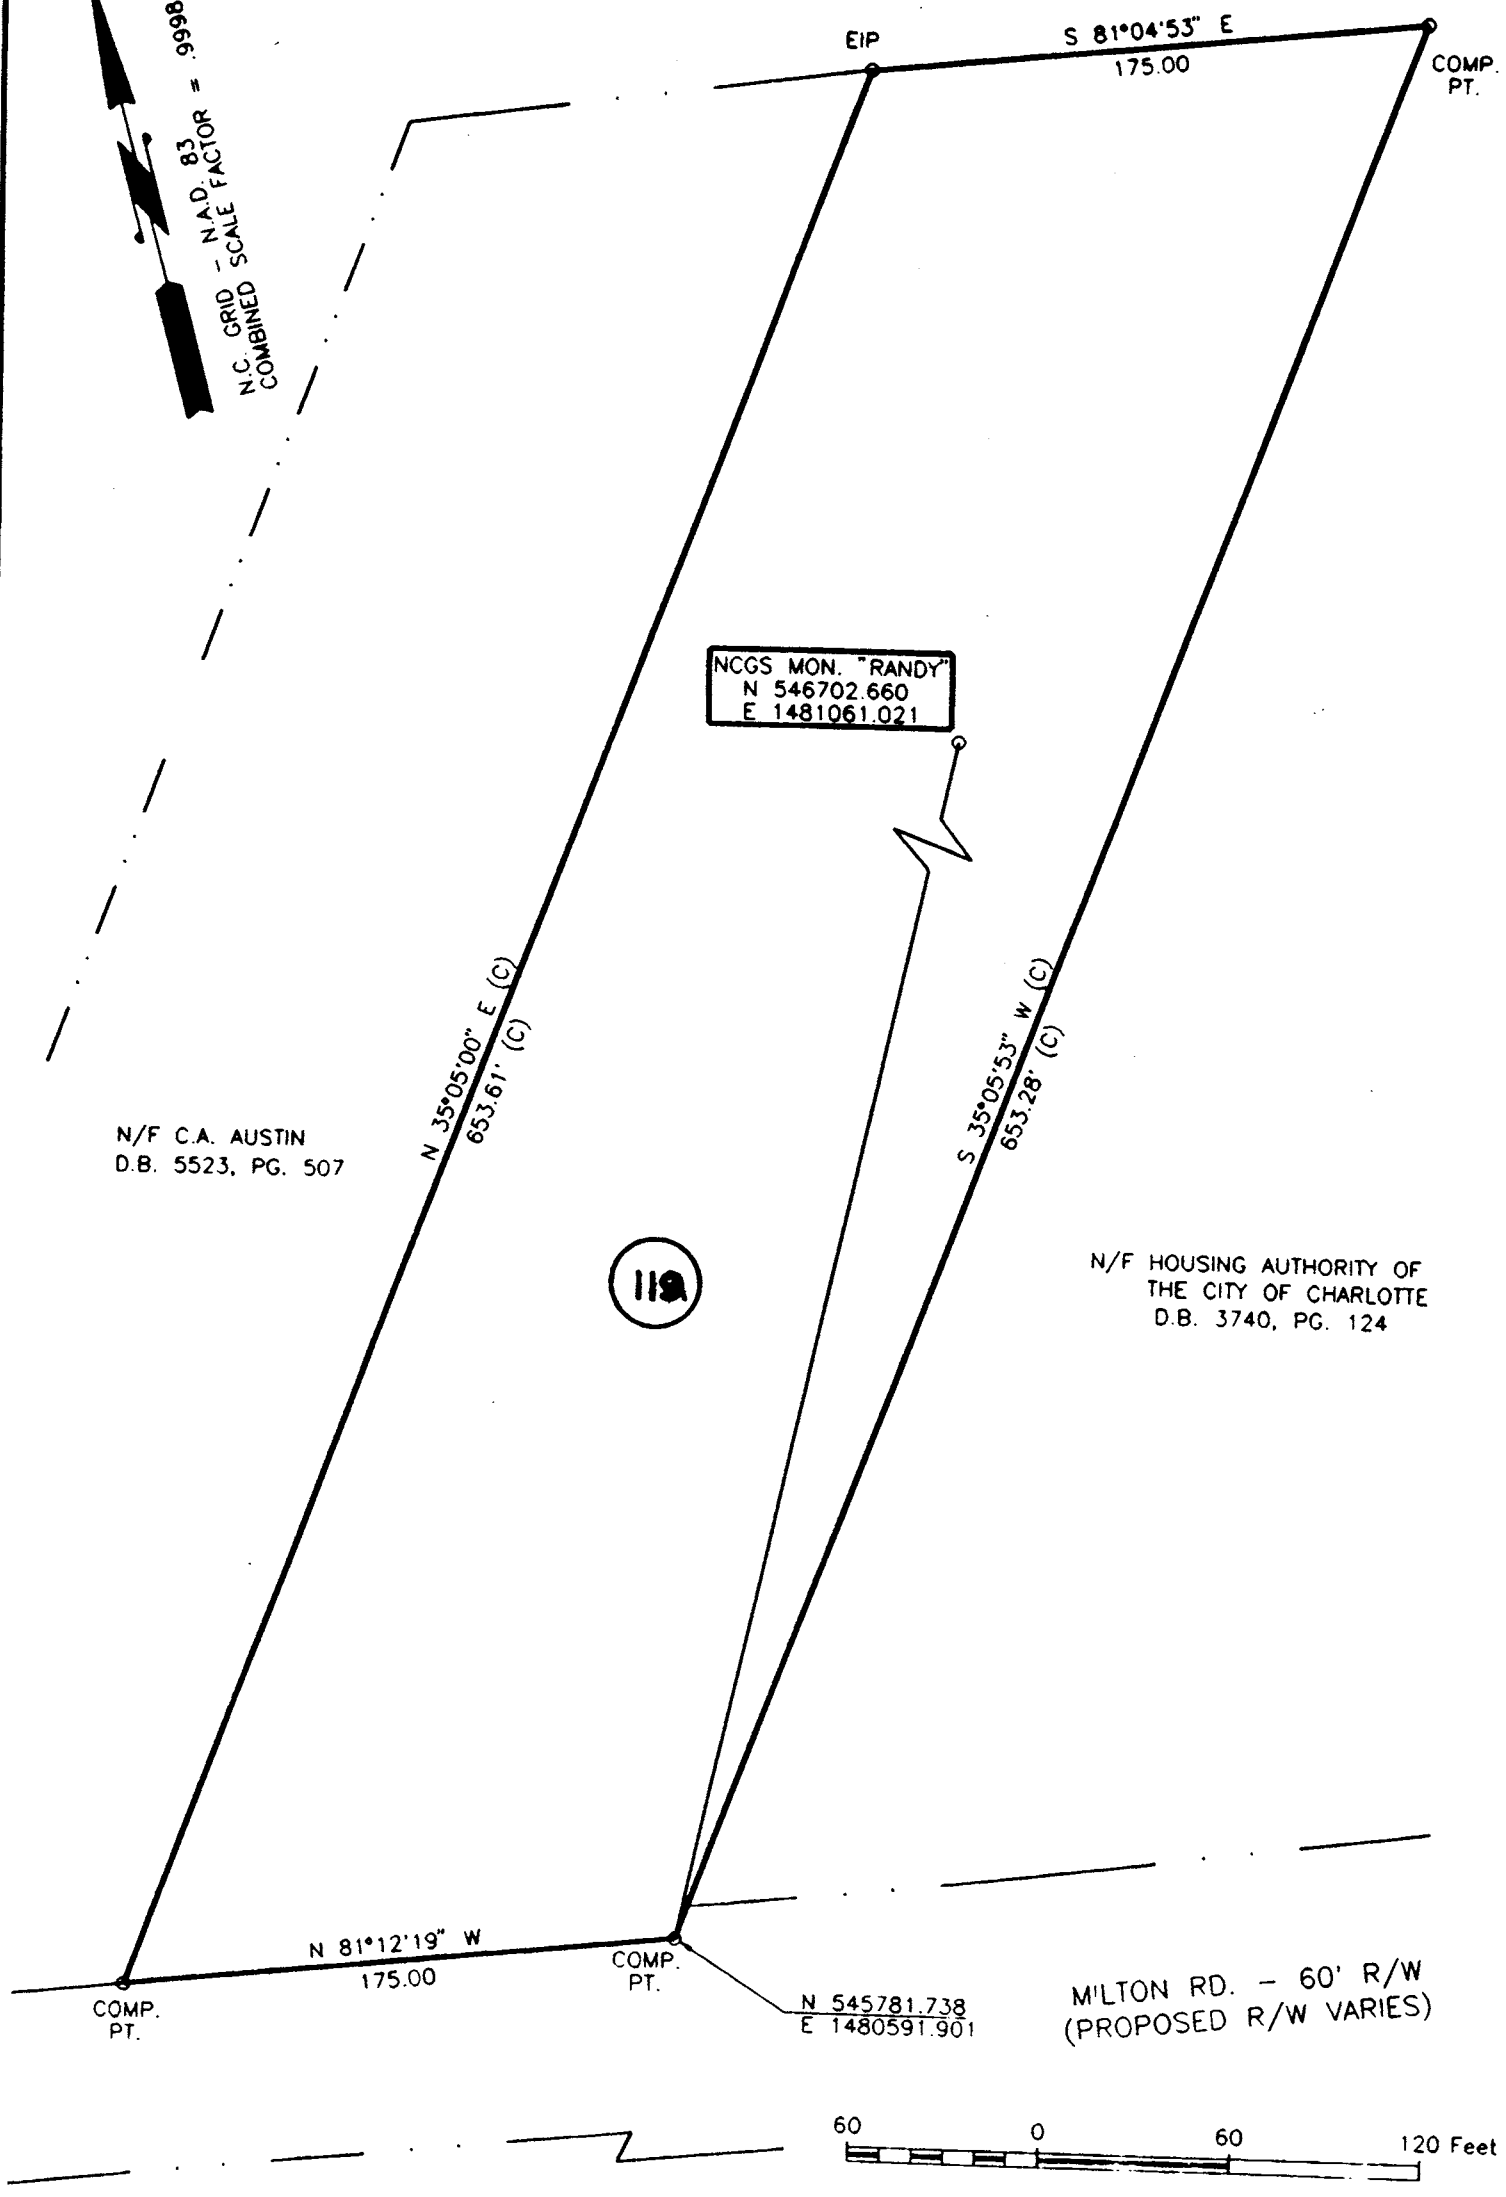 S 81°04'53" E
175.00
EIP
COMP.
PT.
N.C. GRID - N.A.D. 83
COMBINED SCALE FACTOR = .9998
NCGS MON. "RANDY"
N 546702.660
E 1481061.021
N 35°05'00" E (C)
653.61' (C)
S 35°05'53" W (C)
653.28' (C)
N/F C.A. AUSTIN
D.B. 5523, PG. 507
N/F HOUSING AUTHORITY OF
THE CITY OF CHARLOTTE
D.B. 3740, PG. 124
N 81°12'19" W
175.00
COMP.
PT.
COMP.
PT.
N 545781.738
E 1480591.901
MILTON RD. - 60' R/W
(PROPOSED R/W VARIES)
60 0 60 120 Feet